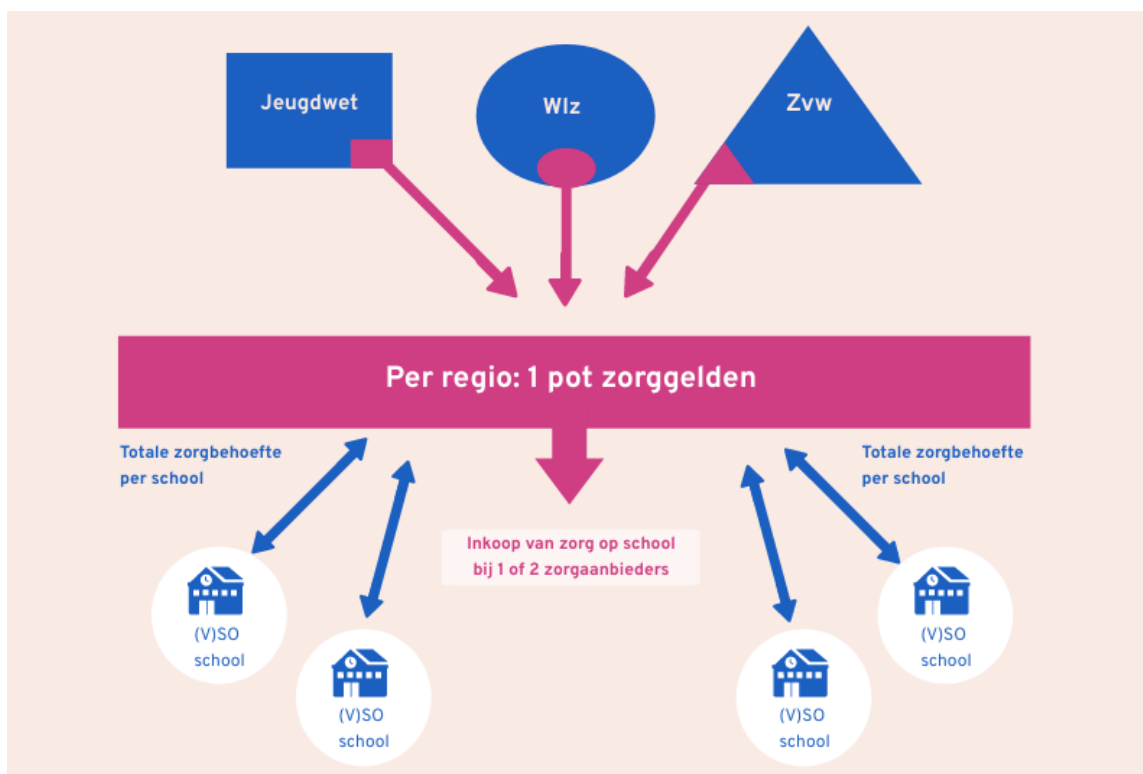 Jeugdwet
Wlz
Zvw
Per regio: 1 pot zorggelden
Totale zorgbehoefte
per school
Totale zorgbehoefte
per school
Inkoop van zorg op school
bij 1 of 2 zorgaanbieders
(V)SO
school
(V)SO
school
(V)SO
school
(V)SO
school